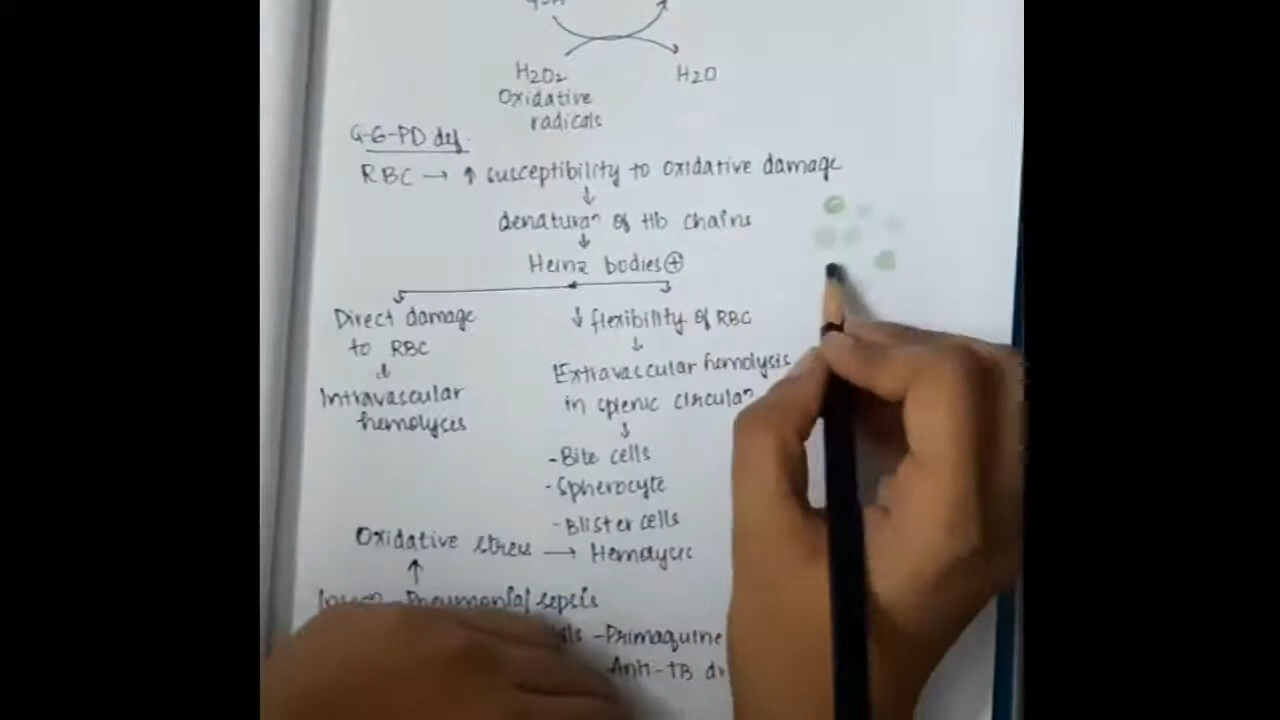 H2O2 H2O
Oxidative
radicals
G-6-PD def.
RBC → ↑ susceptibility to oxidative damage
↓
denaturaⁿ of Hb chains
↓
Heinz bodies⊕
Direct damage ↓ flexibility of RBC
to RBC ↓
↓ Extravascular hemolysis
Intravascular in splenic circulaⁿ
hemolyses ↓
-Bite cells
-Spherocyte
-Blister cells
Oxidative stress → Hemolysis
↑
Pneumonia/sepsis
-Primaquine
Anti-TB